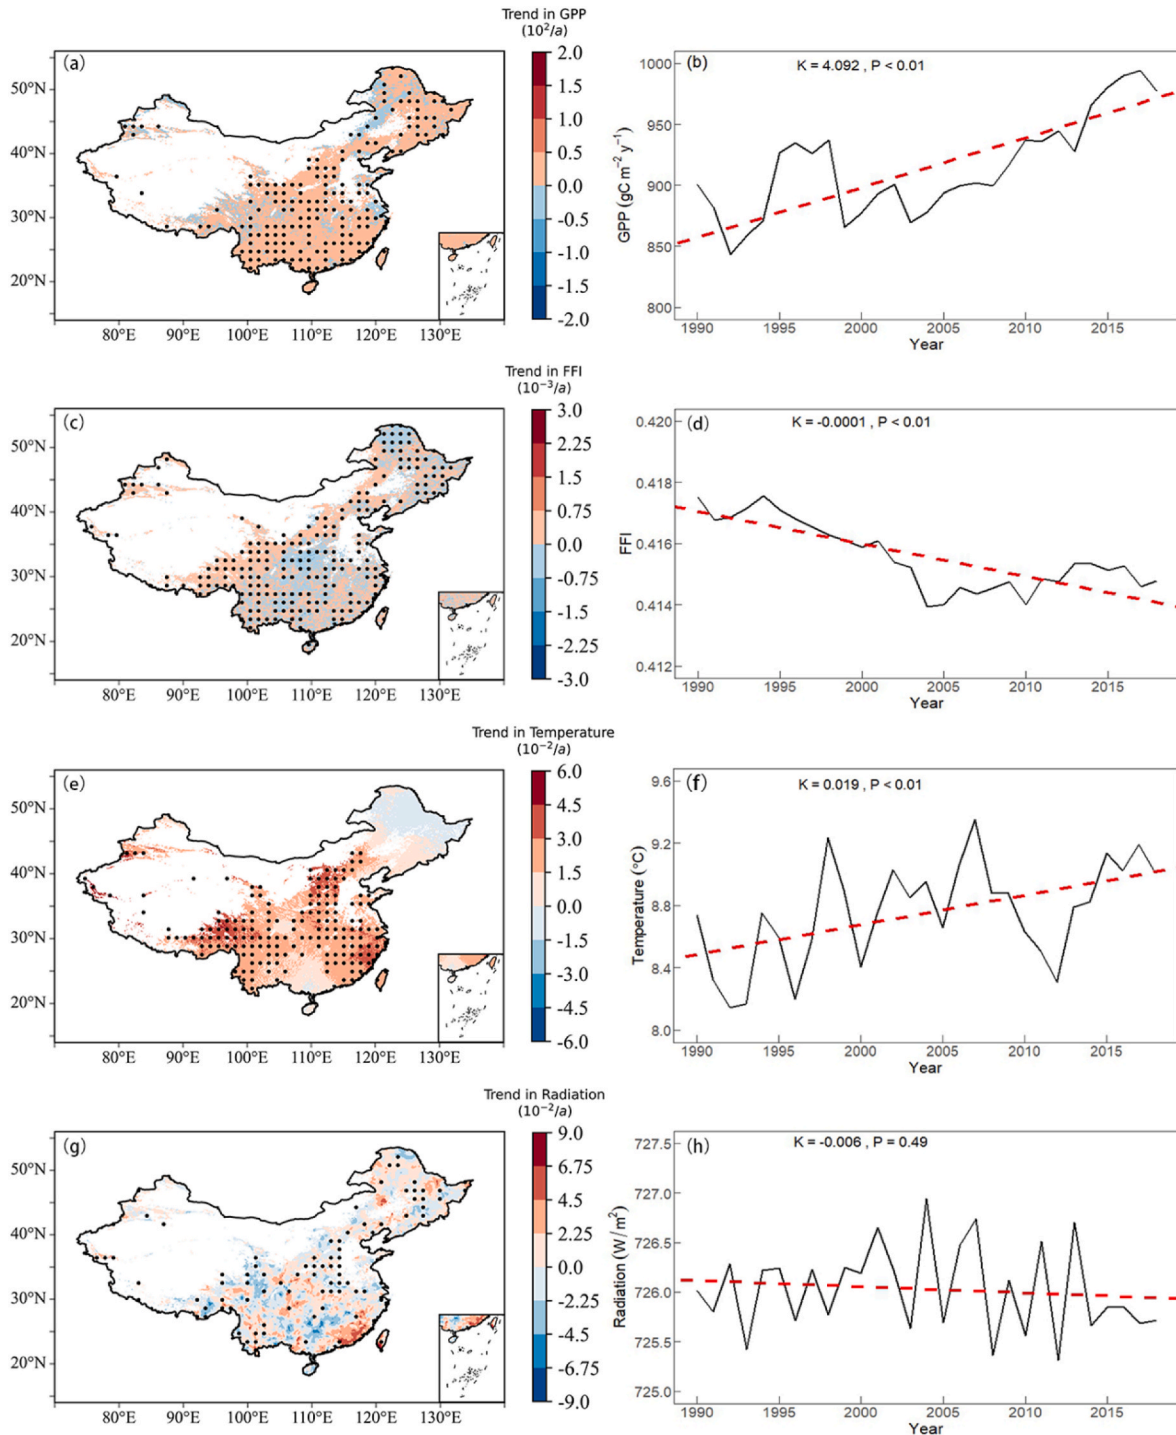 Trend in GPP
(10²/a)
(a)
50°N
40°N
30°N
20°N
80°E 90°E 100°E 110°E 120°E 130°E
2.0
1.5
1.0
0.5
0.0
-0.5
-1.0
-1.5
-2.0
(b)
K = 4.092 , P < 0.01
GPP (gC m⁻² y⁻¹)
1000
950
900
850
800
1990 1995 2000 2005 2010 2015
Year
Trend in FFI
(10⁻³/a)
(c)
50°N
40°N
30°N
20°N
80°E 90°E 100°E 110°E 120°E 130°E
3.0
2.25
1.5
0.75
0.0
-0.75
-1.5
-2.25
-3.0
(d)
K = -0.0001 , P < 0.01
FFI
0.420
0.418
0.416
0.414
0.412
1990 1995 2000 2005 2010 2015
Year
Trend in Temperature
(10⁻²/a)
(e)
50°N
40°N
30°N
20°N
80°E 90°E 100°E 110°E 120°E 130°E
6.0
4.5
3.0
1.5
0.0
-1.5
-3.0
-4.5
-6.0
(f)
K = 0.019 , P < 0.01
Temperature (°C)
9.6
9.2
8.8
8.4
8.0
1990 1995 2000 2005 2010 2015
Year
Trend in Radiation
(10⁻²/a)
(g)
50°N
40°N
30°N
20°N
80°E 90°E 100°E 110°E 120°E 130°E
9.0
6.75
4.5
2.25
0.0
-2.25
-4.5
-6.75
-9.0
(h)
K = -0.006 , P = 0.49
Radiation (W/m²)
727.5
727.0
726.5
726.0
725.5
725.0
1990 1995 2000 2005 2010 2015
Year